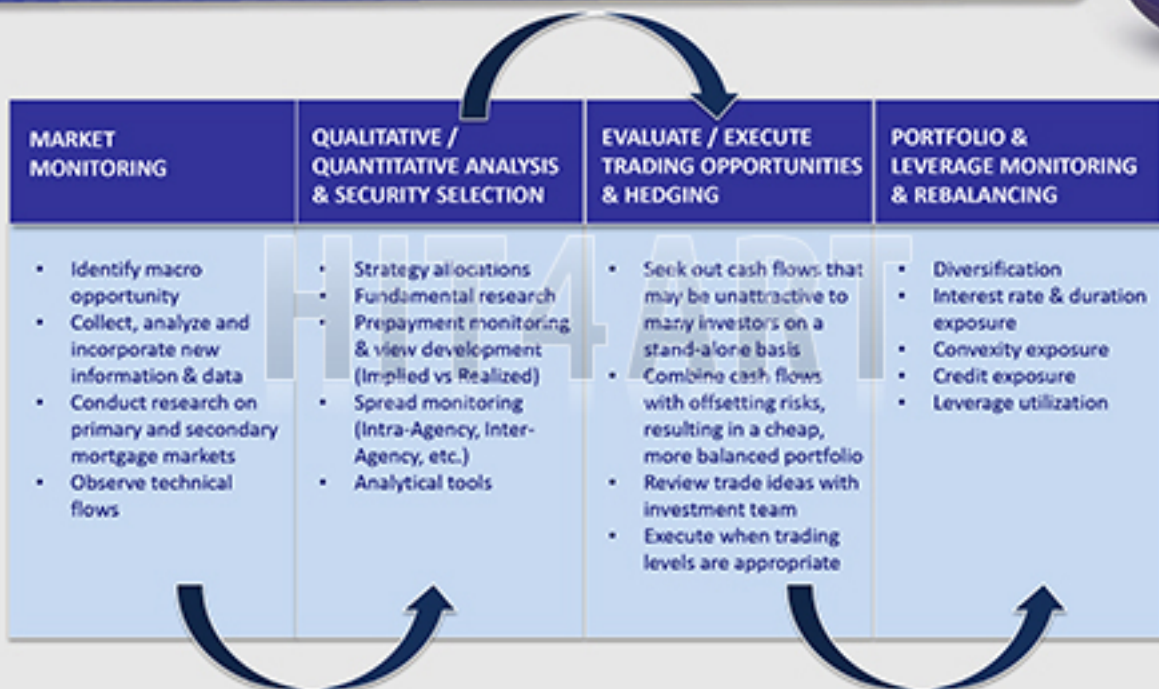 MARKET
MONITORING
• Identify macro
opportunity
• Collect, analyze and
incorporate new
information & data
• Conduct research on
primary and secondary
mortgage markets
• Observe technical
flows
QUALITATIVE /
QUANTITATIVE ANALYSIS
& SECURITY SELECTION
• Strategy allocations
• Fundamental research
• Prepayment monitoring
& view development
(Implied vs Realized)
• Spread monitoring
(Intra-Agency, Inter-
Agency, etc.)
• Analytical tools
EVALUATE / EXECUTE
TRADING OPPORTUNITIES
& HEDGING
• Seek out cash flows that
may be unattractive to
many investors on a
stand-alone basis
• Combine cash flows
with offsetting risks,
resulting in a cheap,
more balanced portfolio
• Review trade ideas with
investment team
• Execute when trading
levels are appropriate
PORTFOLIO &
LEVERAGE MONITORING
& REBALANCING
• Diversification
• Interest rate & duration
exposure
• Convexity exposure
• Credit exposure
• Leverage utilization
HIT4ART